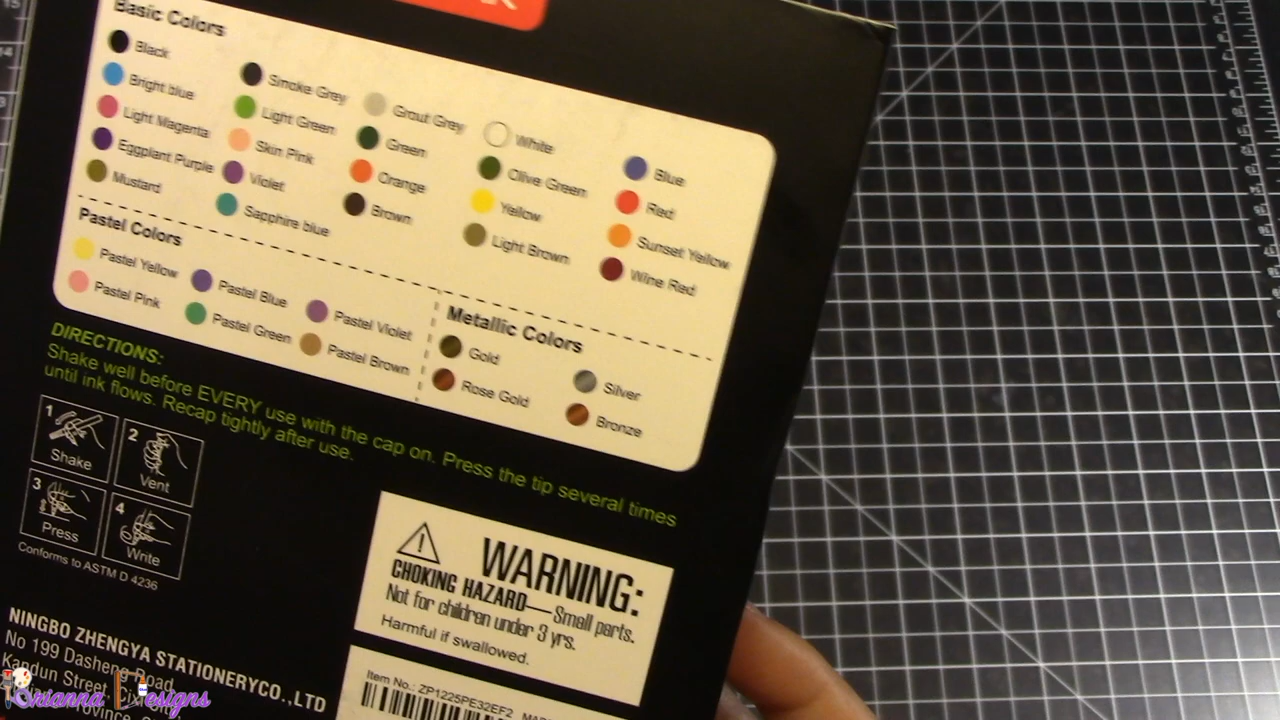 Basic Colors
Black
Bright blue
Light Magenta
Eggplant Purple
Mustard
Smoke Grey
Light Green
Skin Pink
Violet
Sapphire blue
Grout Grey
Green
Orange
Brown
White
Olive Green
Yellow
Light Brown
Blue
Red
Sunset Yellow
Wine Red
Pastel Colors
Pastel Yellow
Pastel Pink
Pastel Blue
Pastel Green
Pastel Violet
Pastel Brown
Metallic Colors
Gold
Rose Gold
Silver
Bronze
DIRECTIONS:
Shake well before EVERY use with the cap on. Press the tip several times
until ink flows. Recap tightly after use.
1
Shake
2
Vent
3
Press
4
Write
Conforms to ASTM D 4236
WARNING:
CHOKING HAZARD—Small parts.
Not for children under 3 yrs.
Harmful if swallowed.
NINGBO ZHENGYA STATIONERYCO.,LTD
No 199 Dasheng Road
Kandun Street
Item No.: ZP1225PE32EF2
Brianna Designs